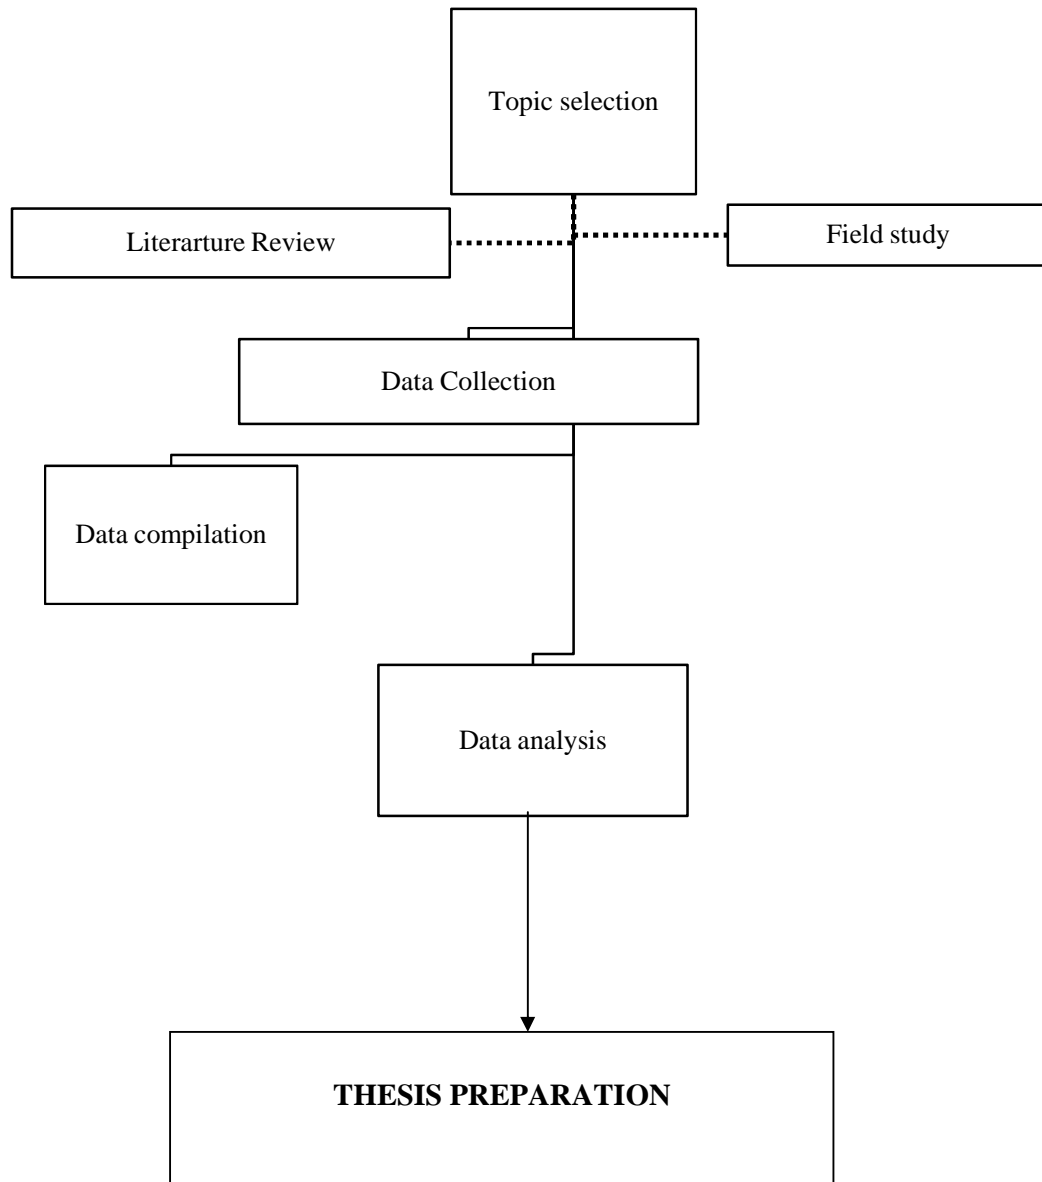 Topic selection
Literarture Review
Field study
Data Collection
Data compilation
Data analysis
THESIS PREPARATION